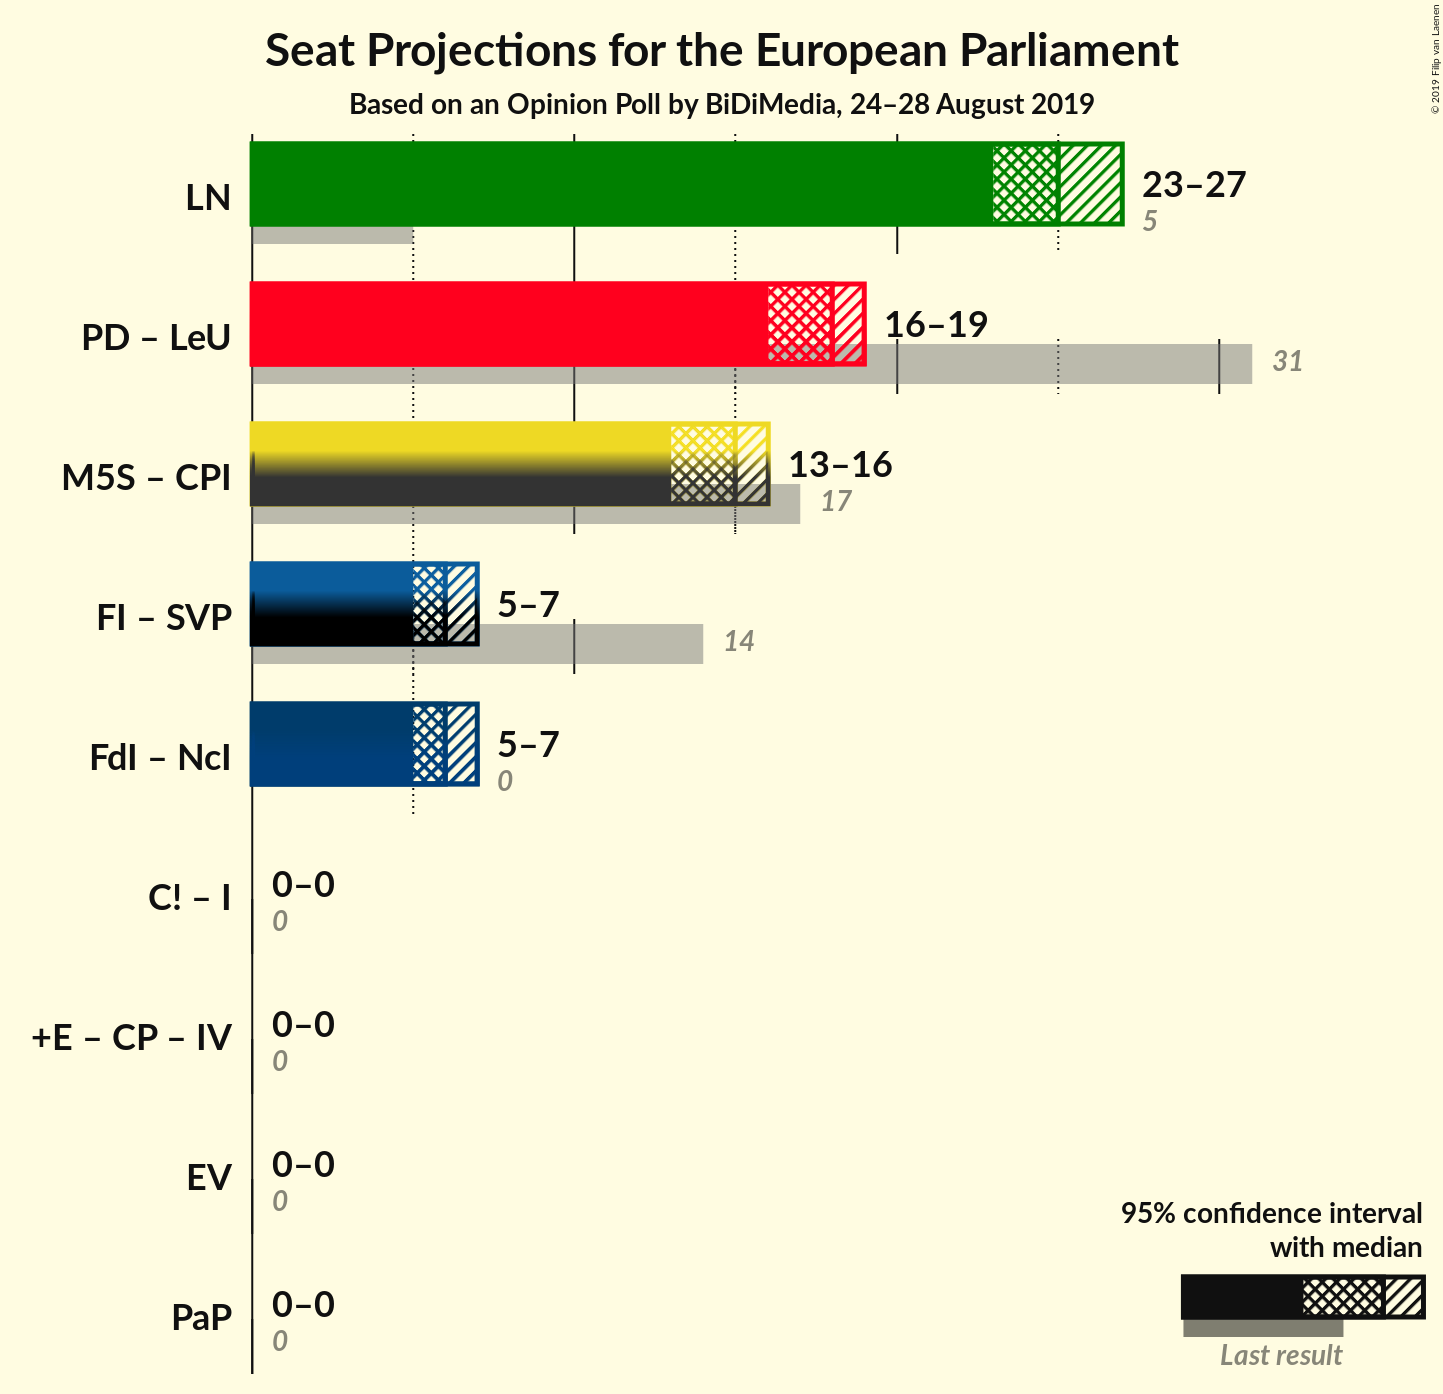 Seat Projections for the European Parliament
Based on an Opinion Poll by BiDiMedia, 24–28 August 2019
© 2019 Filip van Laenen
LN
23–27
5
PD – LeU
16–19
31
M5S – CPI
13–16
17
FI – SVP
5–7
14
FdI – NcI
5–7
0
C! – I
0–0
0
+E – CP – IV
0–0
0
EV
0–0
0
PaP
0–0
0
95% confidence interval
with median
Last result